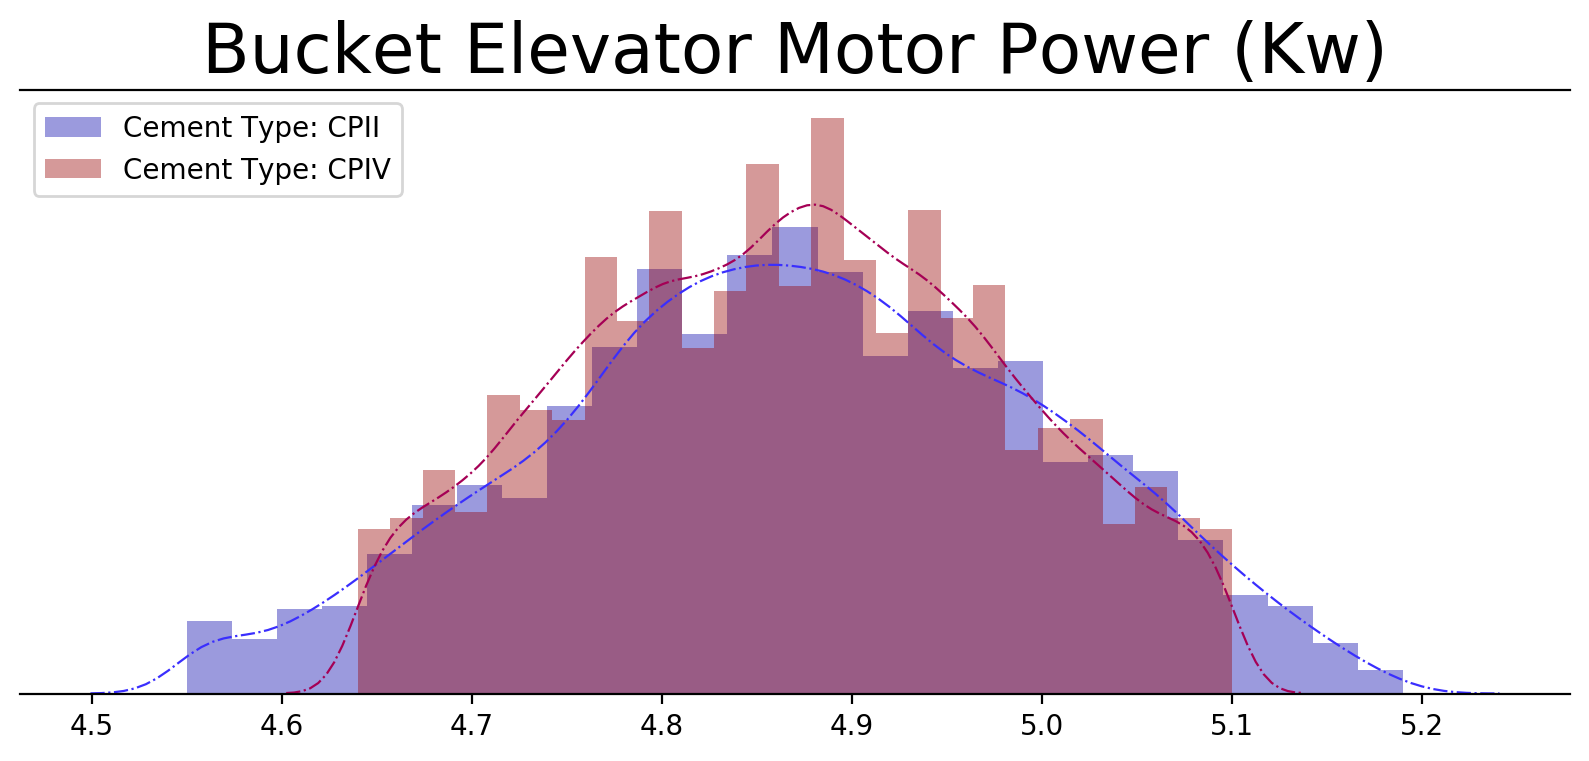 Bucket Elevator Motor Power (Kw)
Cement Type: CPII
Cement Type: CPIV
4.5 4.6 4.7 4.8 4.9 5.0 5.1 5.2